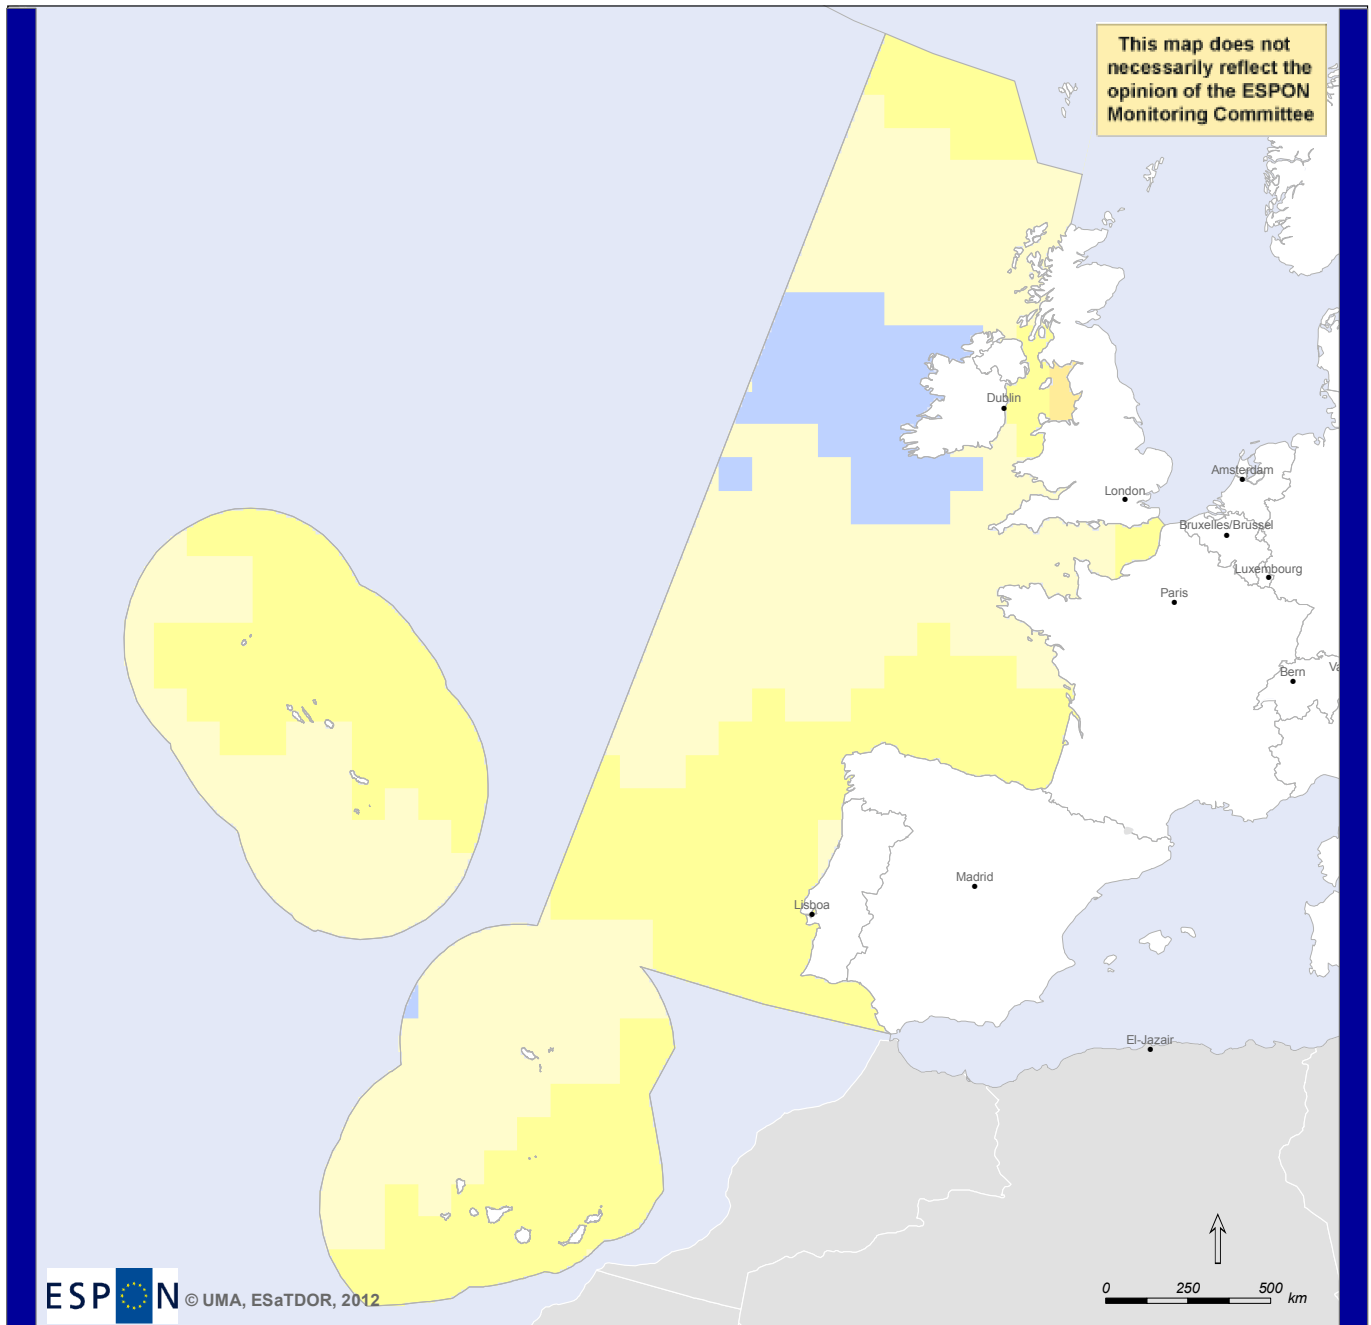 This map does not
necessarily reflect the
opinion of the ESPON
Monitoring Committee
Dublin
Amsterdam
London
Bruxelles/Brussel
Luxembourg
Paris
Bern
Va
Madrid
Lisboa
El-Jazair
ESPON © UMA, ESaTDOR, 2012
0 250 500
km